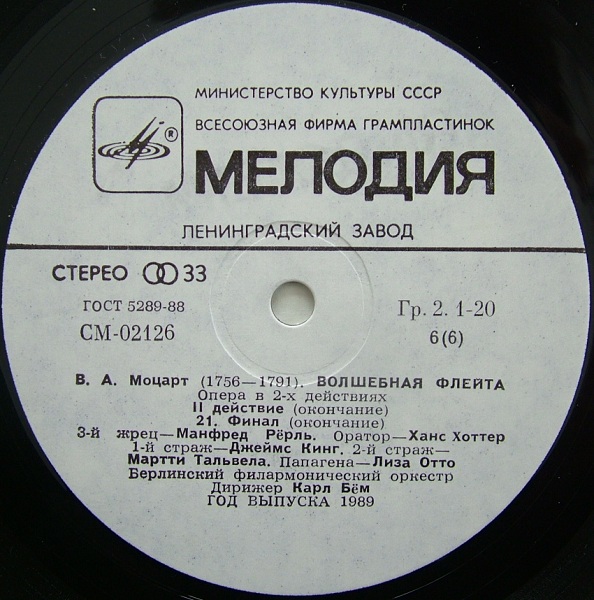 МИНИСТЕРСТВО КУЛЬТУРЫ СССР
ВСЕСОЮЗНАЯ ФИРМА ГРАМПЛАСТИНОК
®
МЕЛОДИЯ
ЛЕНИНГРАДСКИЙ ЗАВОД
СТЕРЕО 33
ГОСТ 5289-88
Гр. 2. 1-20
СМ-02126
6(6)
В. А. Моцарт (1756—1791). ВОЛШЕБНАЯ ФЛЕЙТА
Опера в 2-х действиях
II действие (окончание)
21. Финал (окончание)
3-й жрец—Манфред Рёрль. Оратор—Ханс Хоттер
1-й страж—Джеймс Кинг. 2-й страж—
Мартти Тальвела. Папагена—Лиза Отто
Берлинский филармонический оркестр
Дирижер Карл Бём
ГОД ВЫПУСКА 1989